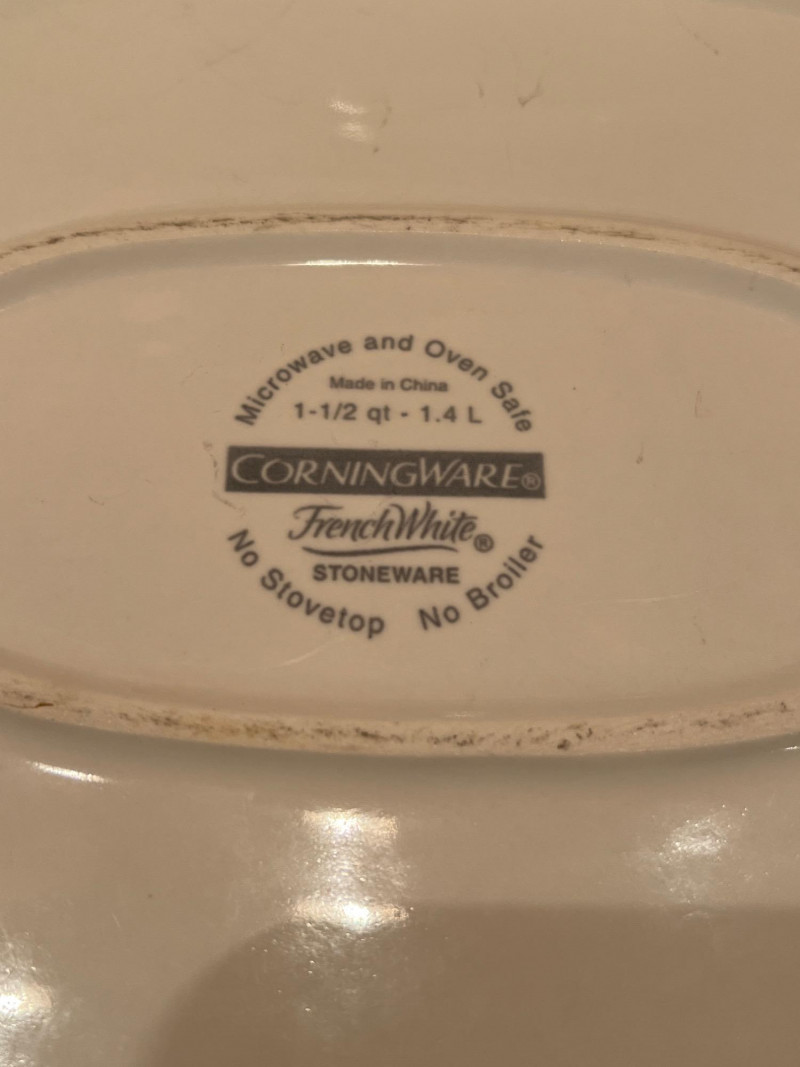 Microwave and Oven Safe
Made in China
1-1/2 qt - 1.4 L
CORNINGWARE®
FrenchWhite®
STONEWARE
No Stovetop No Broiler